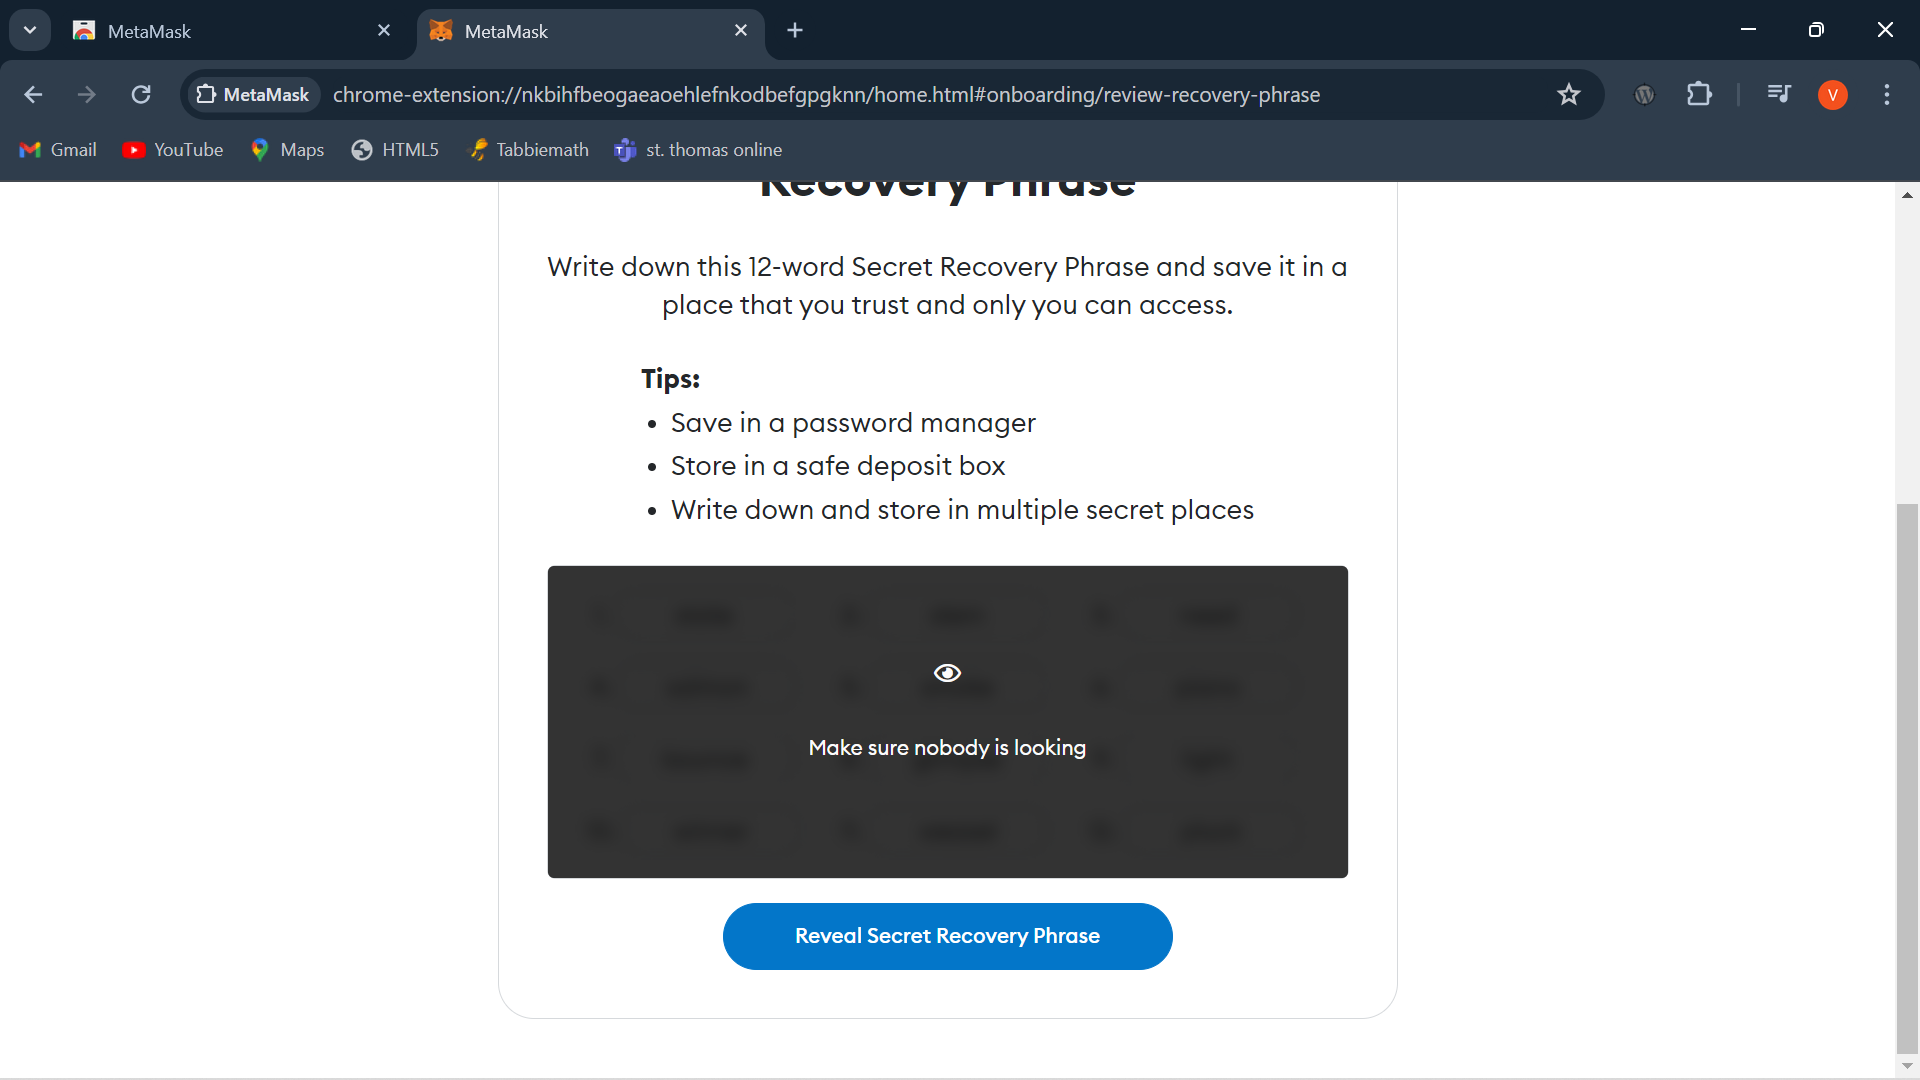 MetaMask
MetaMask
MetaMask
chrome-extension://nkbihfbeogaeaoehlefnkodbefgpgknn/home.html#onboarding/review-recovery-phrase
V
Gmail
YouTube
Maps
HTML5
Tabbiemath
st. thomas online
Recovery Phrase
Write down this 12-word Secret Recovery Phrase and save it in a
place that you trust and only you can access.
Tips:
• Save in a password manager
• Store in a safe deposit box
• Write down and store in multiple secret places
Make sure nobody is looking
Reveal Secret Recovery Phrase